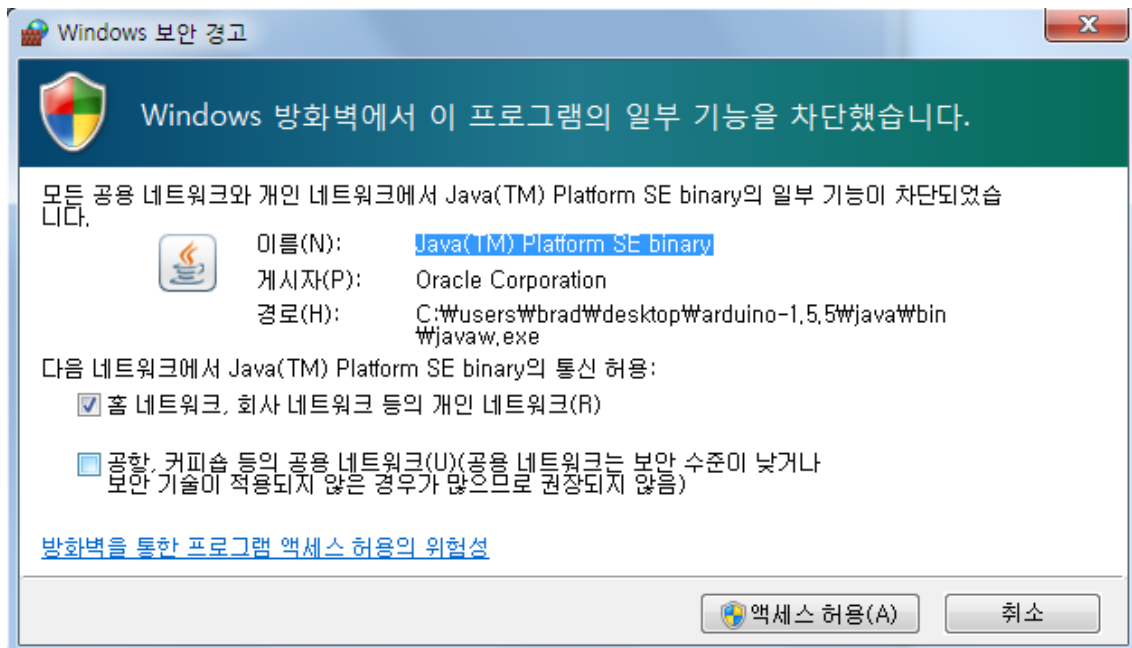 Windows 보안 경고
Windows 방화벽에서 이 프로그램의 일부 기능을 차단했습니다.
모든 공용 네트워크와 개인 네트워크에서 Java(TM) Platform SE binary의 일부 기능이 차단되었습
니다.
이름(N): Java(TM) Platform SE binary
게시자(P): Oracle Corporation
경로(H): C:₩users₩brad₩desktop₩arduino-1.5.5₩java₩bin
₩javaw.exe
다음 네트워크에서 Java(TM) Platform SE binary의 통신 허용:
홈 네트워크, 회사 네트워크 등의 개인 네트워크(R)
공항, 커피숍 등의 공용 네트워크(U)(공용 네트워크는 보안 수준이 낮거나
보안 기술이 적용되지 않은 경우가 많으므로 권장되지 않음)
방화벽을 통한 프로그램 액세스 허용의 위험성
액세스 허용(A) 취소